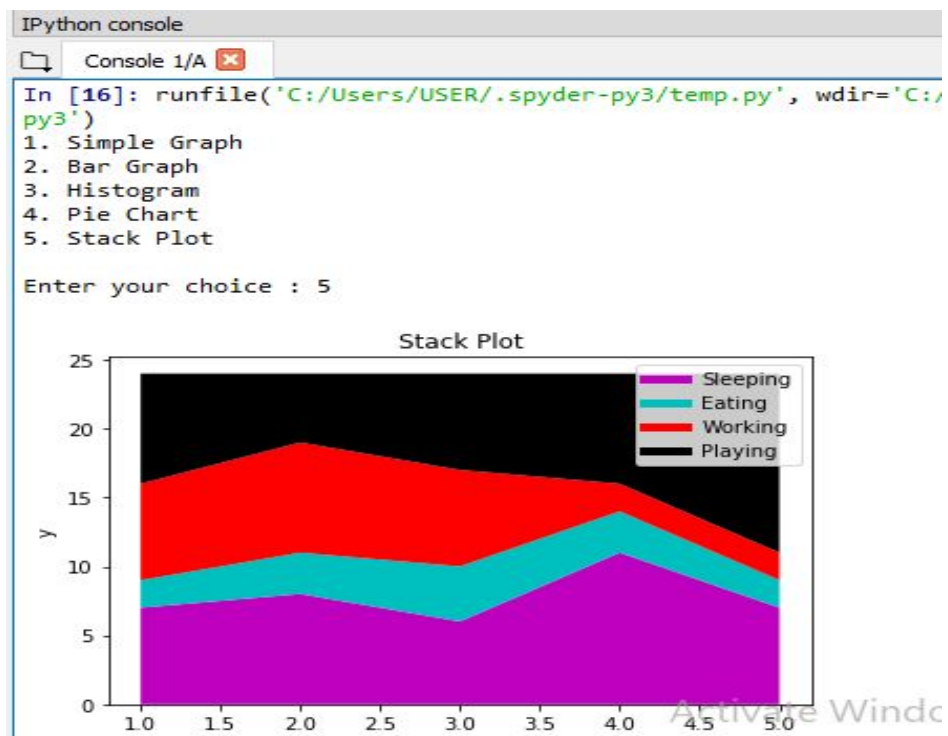 IPython console
Console 1/A
In [16]: runfile('C:/Users/USER/.spyder-py3/temp.py', wdir='C:/
py3')
1. Simple Graph
2. Bar Graph
3. Histogram
4. Pie Chart
5. Stack Plot
Enter your choice : 5
Stack Plot
25
20
15
10
5
0
y
Sleeping
Eating
Working
Playing
1.0 1.5 2.0 2.5 3.0 3.5 4.0 4.5 5.0
Activate Windo